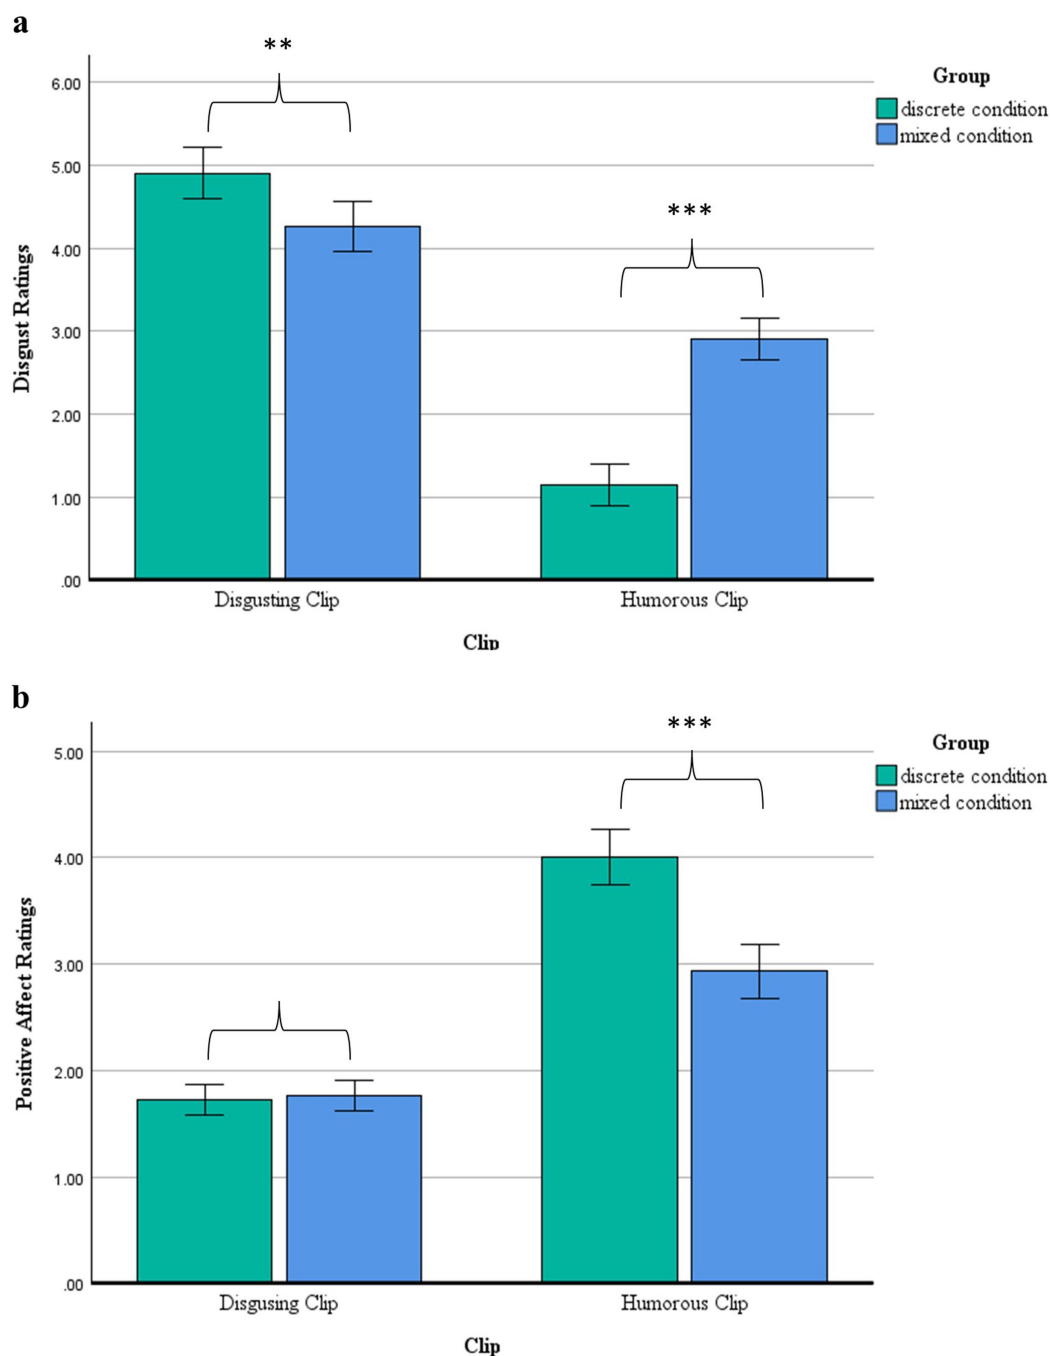 a
**
6.00
5.00
4.00
3.00
2.00
1.00
.00
Disgust Ratings
***
Group
discrete condition
mixed condition
Disgusting Clip
Humorous Clip
Clip
b
***
5.00
4.00
3.00
2.00
1.00
.00
Positive Affect Ratings
Group
discrete condition
mixed condition
Disgusing Clip
Humorous Clip
Clip